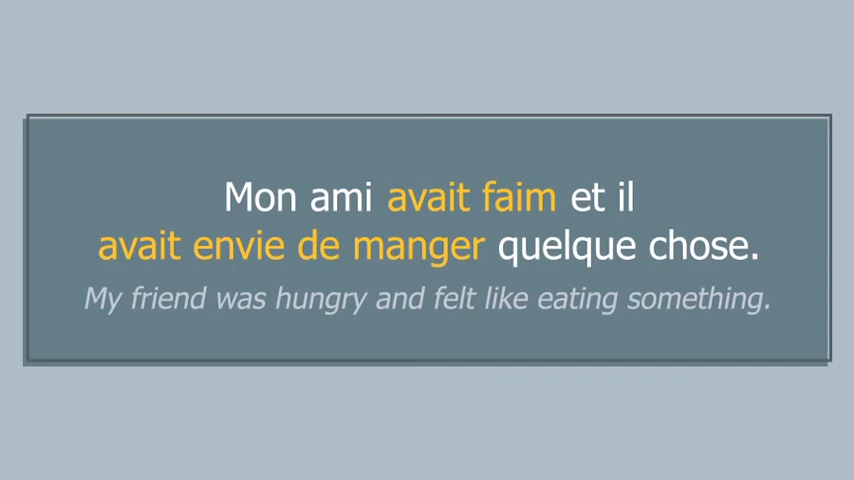 Mon ami avait faim et il
avait envie de manger quelque chose.
My friend was hungry and felt like eating something.